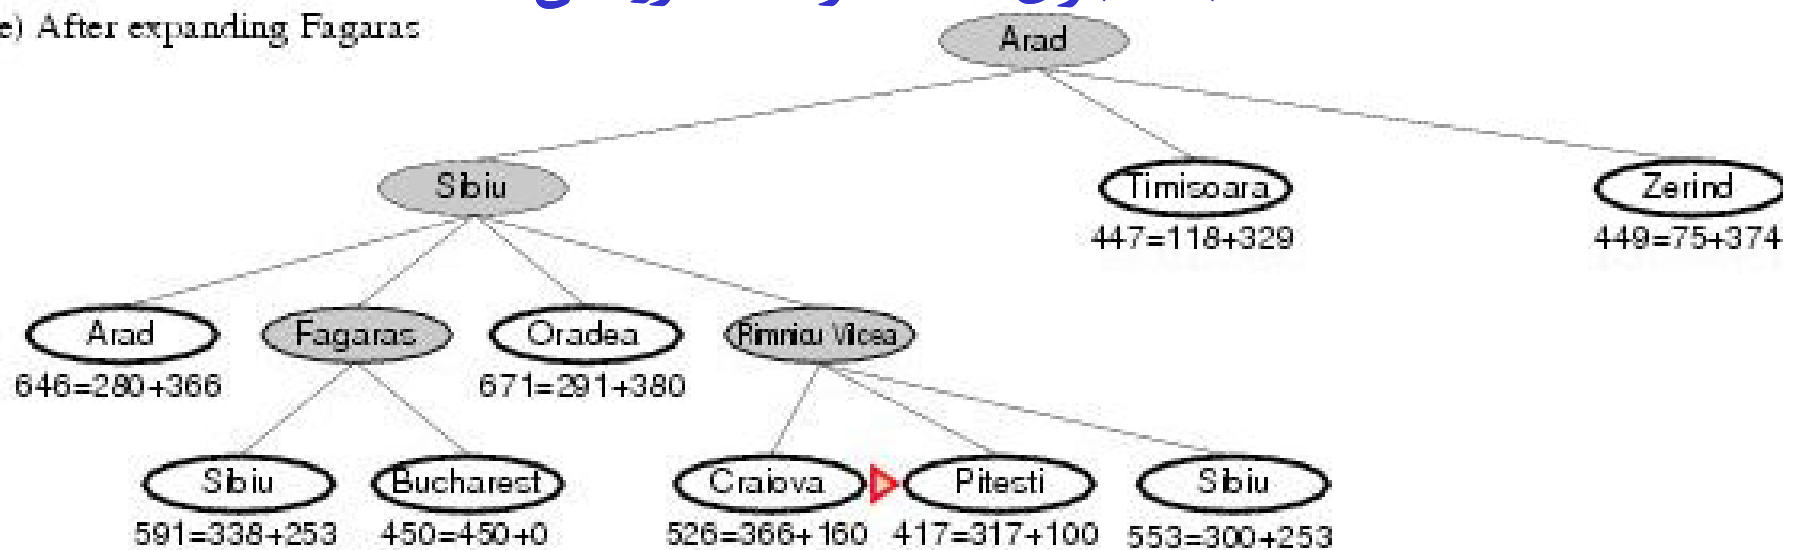 e) After expanding Fagaras
Arad
Sibiu
Timisoara
Zerind
447=118+329
449=75+374
Arad
Fagaras
Oradea
Rimnicu Vilcea
646=280+366
671=291+380
Sibiu
Bucharest
Craiova
Pitesti
Sibiu
591=338+253
450=450+0
526=366+160
417=317+100
553=300+253